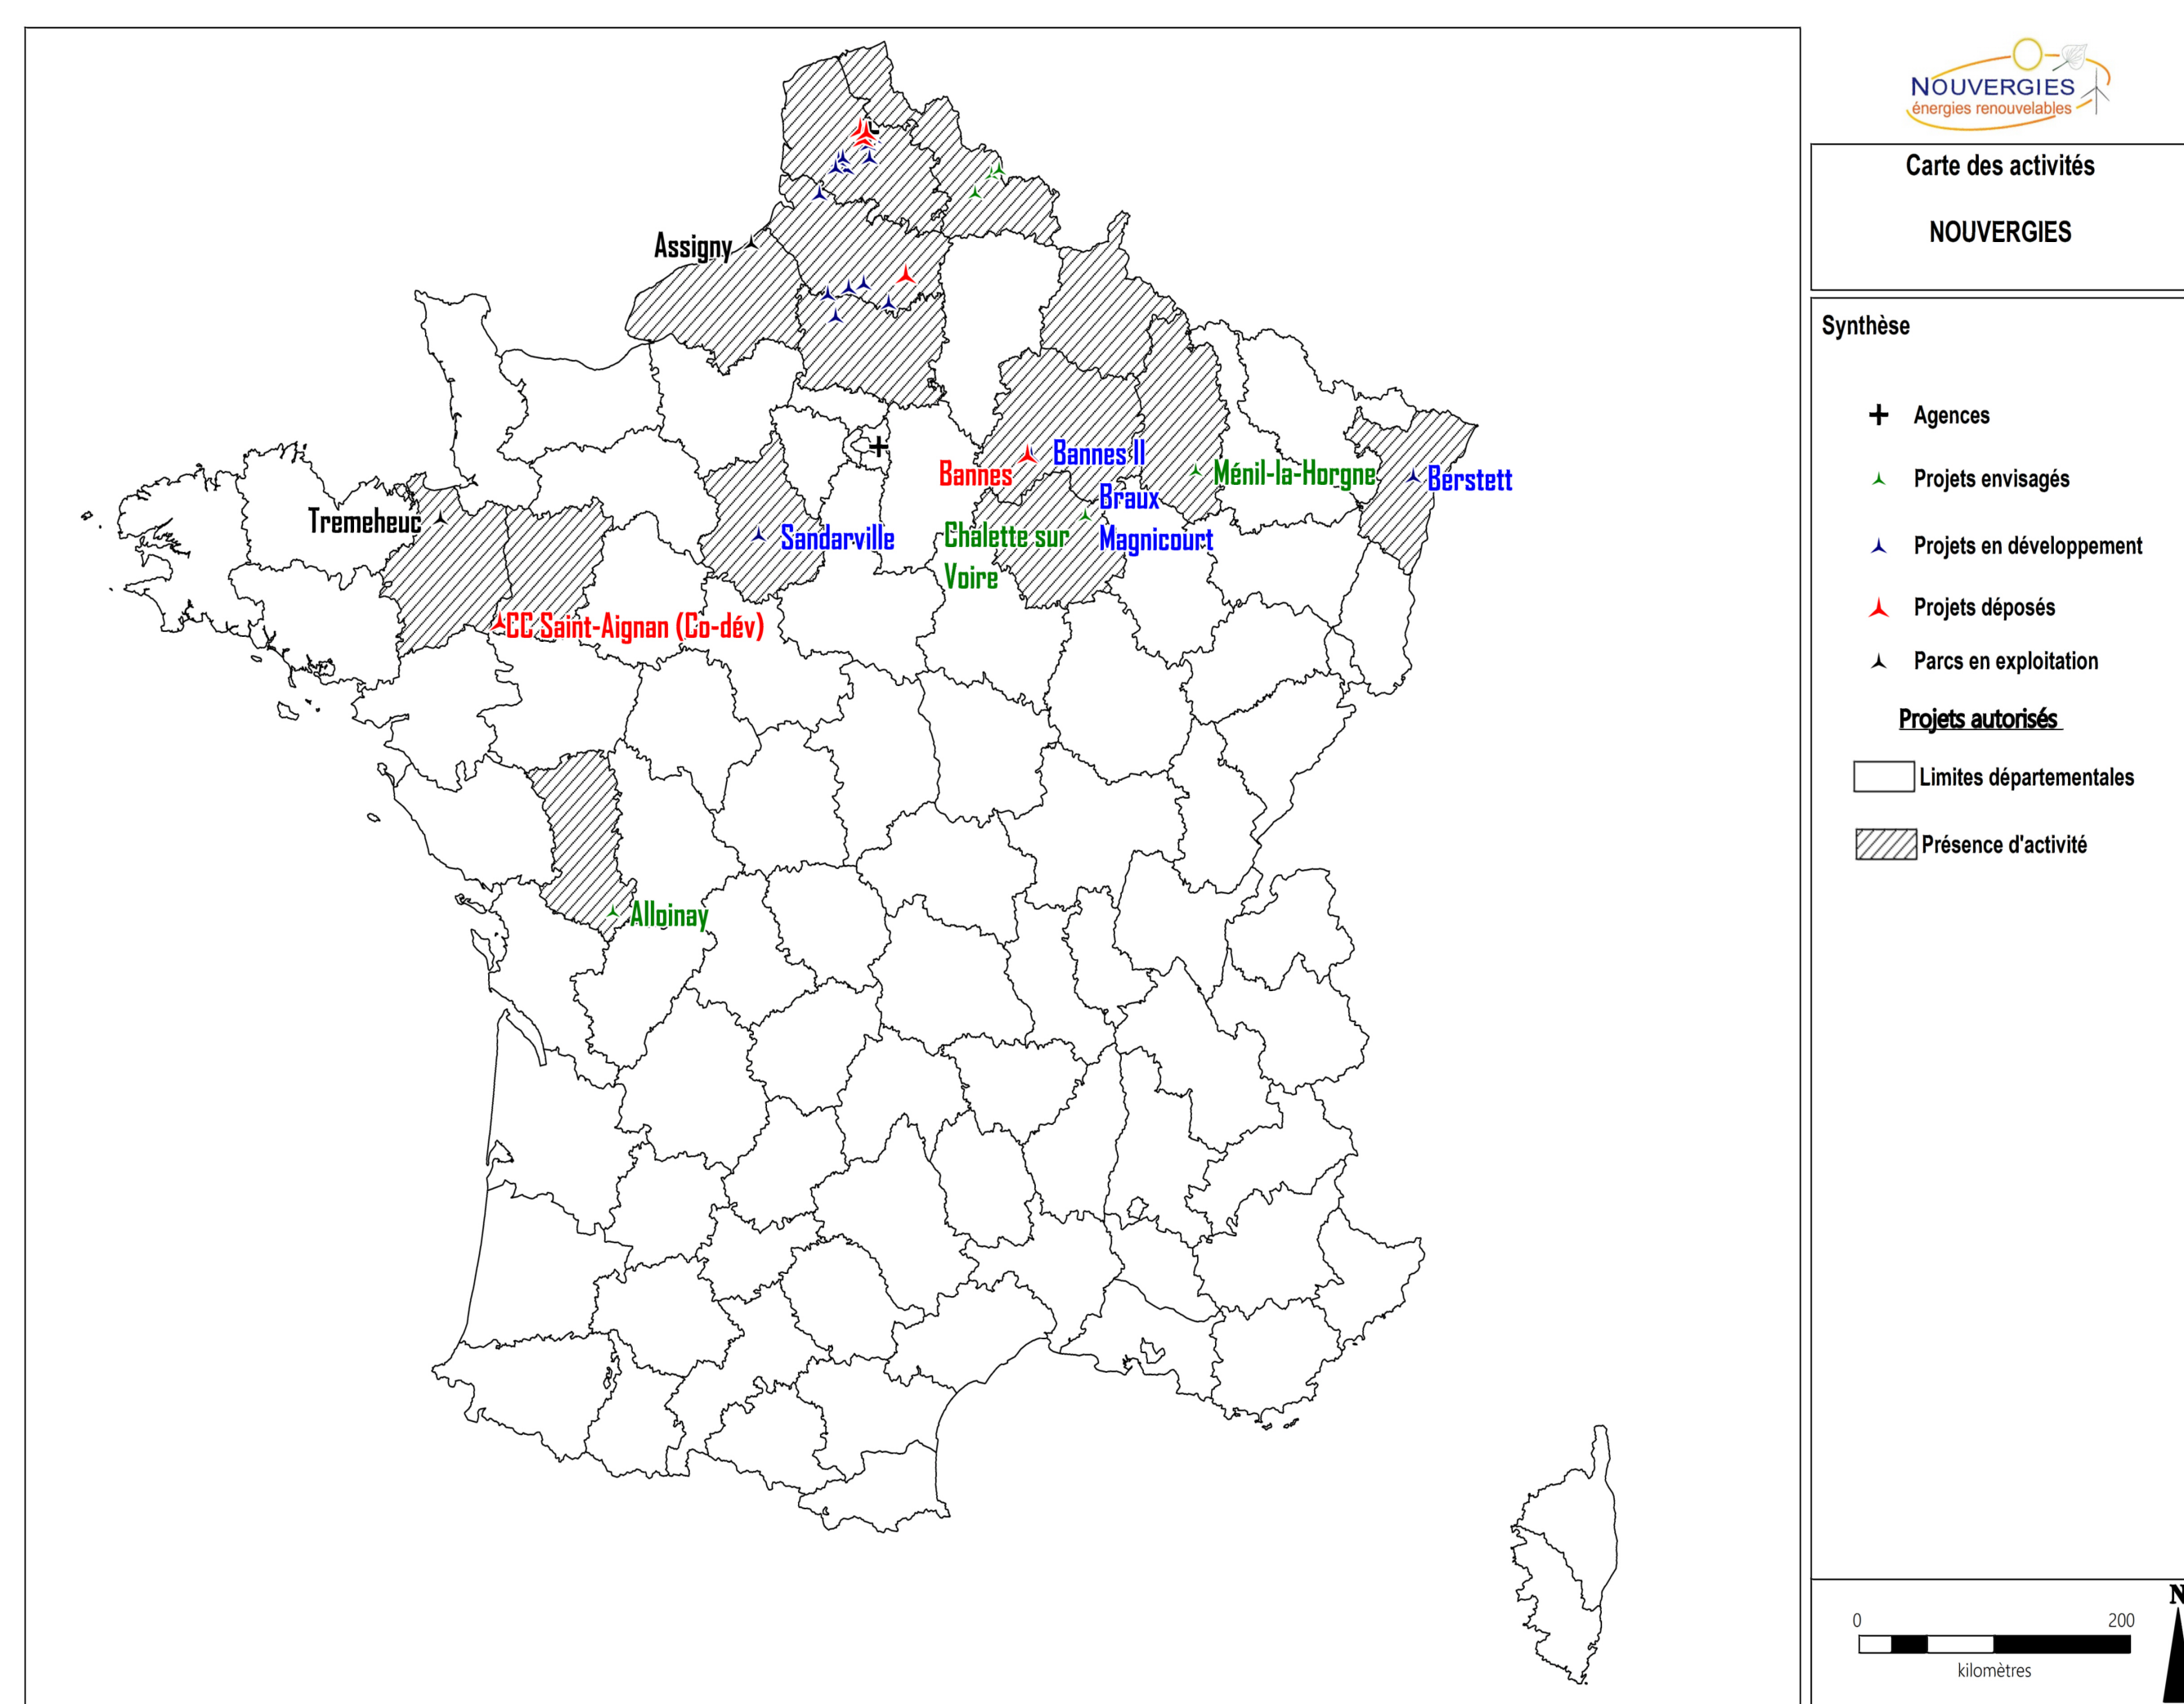 NOUVERGIES
énergies renouvelables
Carte des activités
NOUVERGIES
Synthèse
Agences
Projets envisagés
Projets en développement
Projets déposés
Parcs en exploitation
Projets autorisés
Limites départementales
Présence d'activité
0 200
kilomètres
N
Assigny
Bannes
Bannes II
Ménil-la-Horgne
Berstett
Braux
Magnicourt
Tremeheuc
Sandarville
Chalette sur
Voire
CC Saint-Aignan (Co-dév)
Alloinay